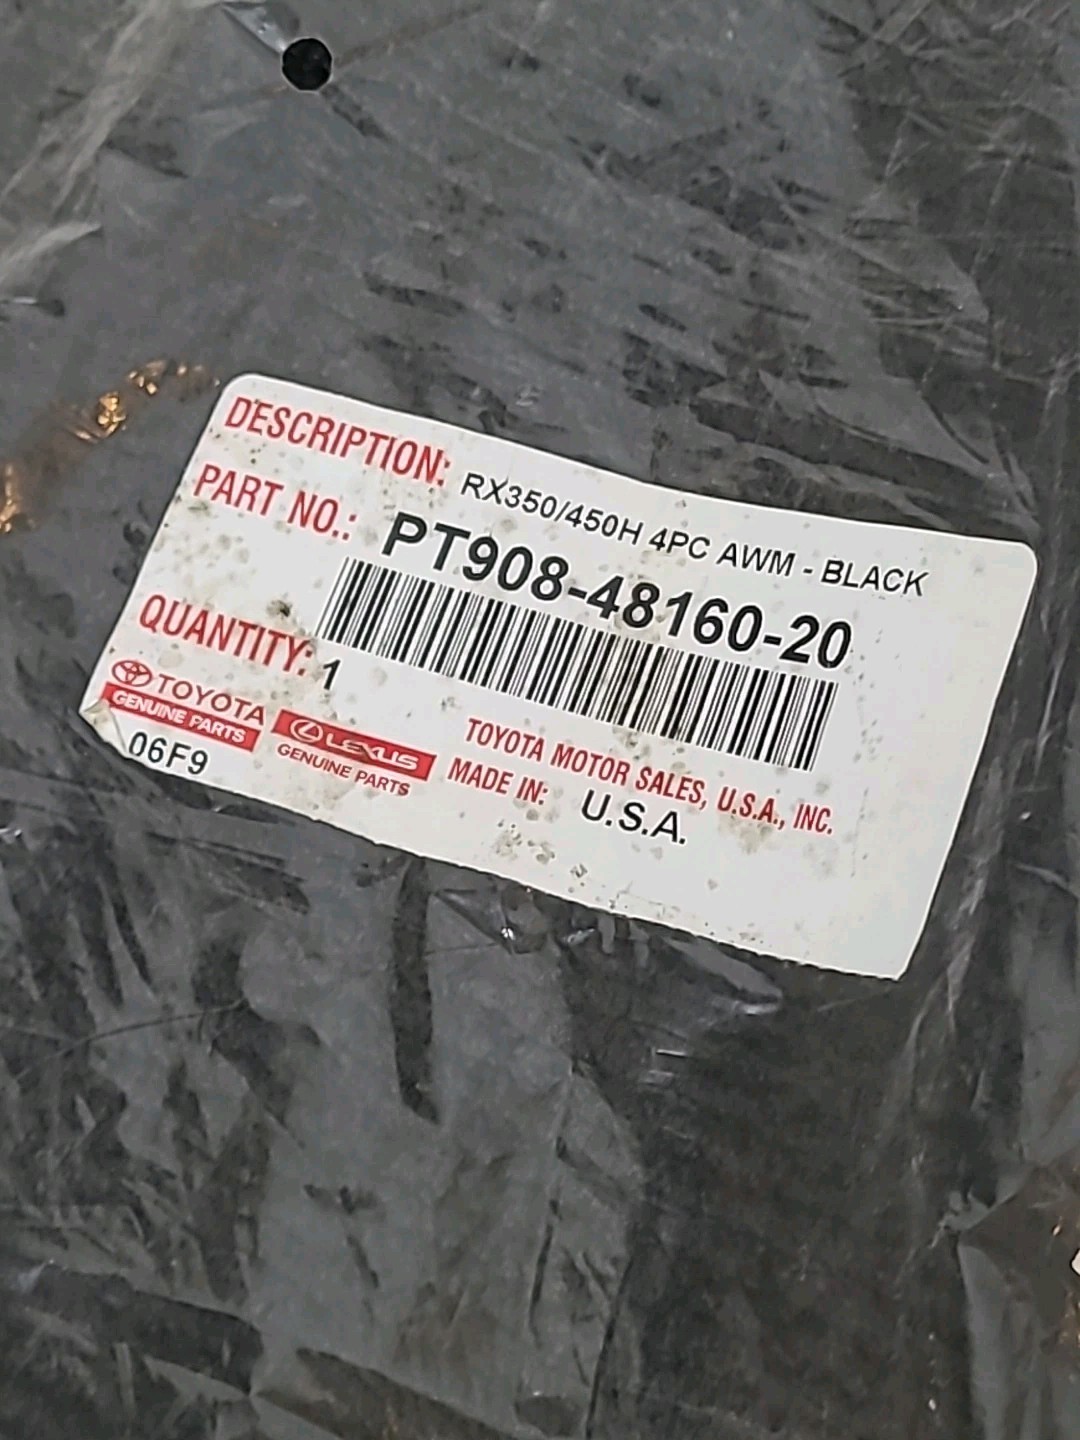 DESCRIPTION: RX350/450H 4PC AWM - BLACK
PART NO.: PT908-48160-20
QUANTITY: 1
TOYOTA
GENUINE PARTS
LEXUS
GENUINE PARTS
06F9
TOYOTA MOTOR SALES, U.S.A., INC.
MADE IN: U.S.A.